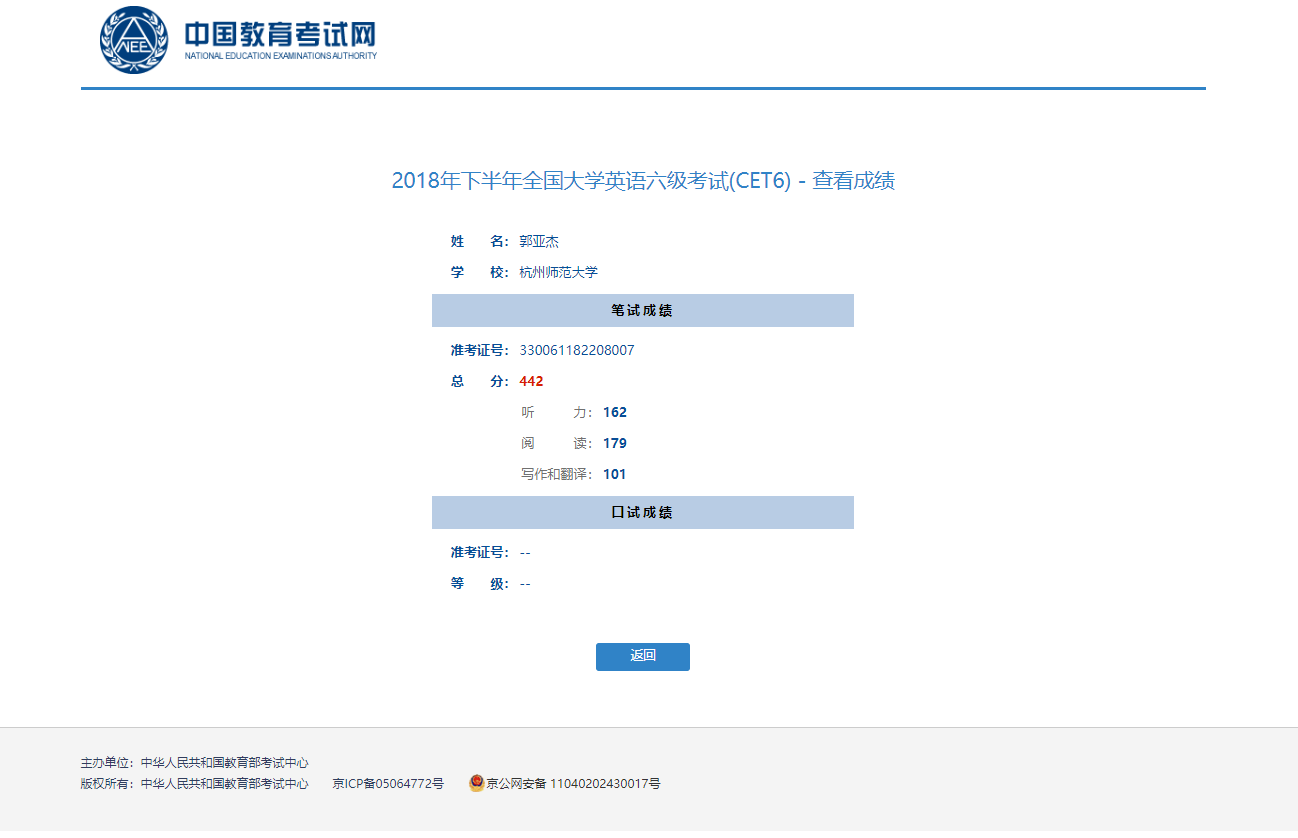 NEE
中国教育考试网
NATIONAL EDUCATION EXAMINATIONS AUTHORITY
2018年下半年全国大学英语六级考试(CET6) - 查看成绩
姓 名： 郭亚杰
学 校： 杭州师范大学
笔试成绩
准考证号： 330061182208007
总 分： 442
听 力： 162
阅 读： 179
写作和翻译： 101
口试成绩
准考证号： --
等 级： --
返回
主办单位：中华人民共和国教育部考试中心
版权所有：中华人民共和国教育部考试中心 京ICP备05064772号 京公网安备 11040202430017号